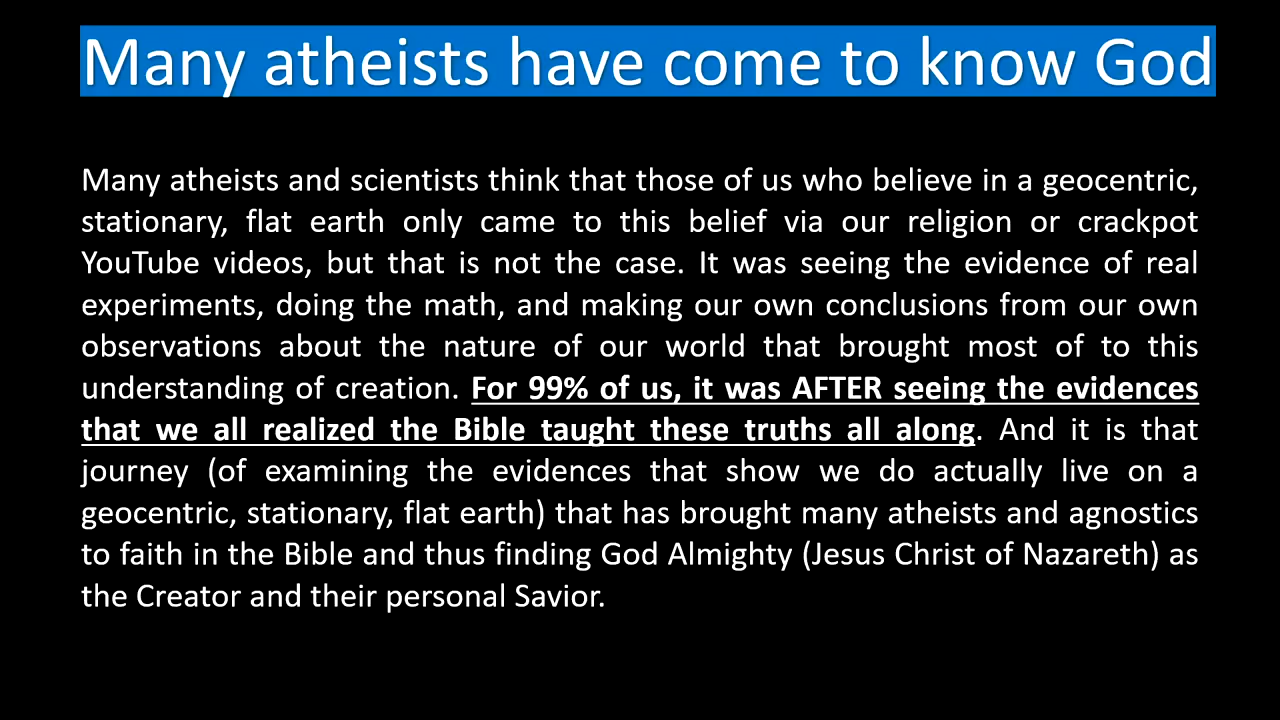 Many atheists have come to know God
Many atheists and scientists think that those of us who believe in a geocentric,
stationary, flat earth only came to this belief via our religion or crackpot
YouTube videos, but that is not the case. It was seeing the evidence of real
experiments, doing the math, and making our own conclusions from our own
observations about the nature of our world that brought most of to this
understanding of creation. For 99% of us, it was AFTER seeing the evidences
that we all realized the Bible taught these truths all along. And it is that
journey (of examining the evidences that show we do actually live on a
geocentric, stationary, flat earth) that has brought many atheists and agnostics
to faith in the Bible and thus finding God Almighty (Jesus Christ of Nazareth) as
the Creator and their personal Savior.